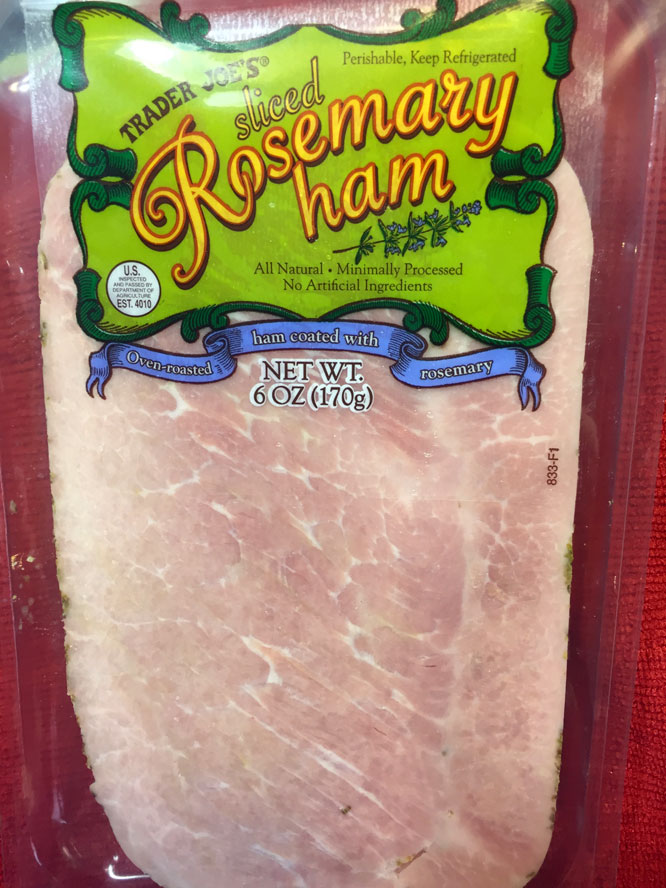 Perishable, Keep Refrigerated
TRADER JOE'S®
sliced
Rosemary
ham
All Natural • Minimally Processed
No Artificial Ingredients
U.S.
INSPECTED
AND PASSED BY
DEPARTMENT OF
AGRICULTURE
EST. 4010
Oven-roasted ham coated with rosemary
NET WT.
6 OZ (170g)
833-F1